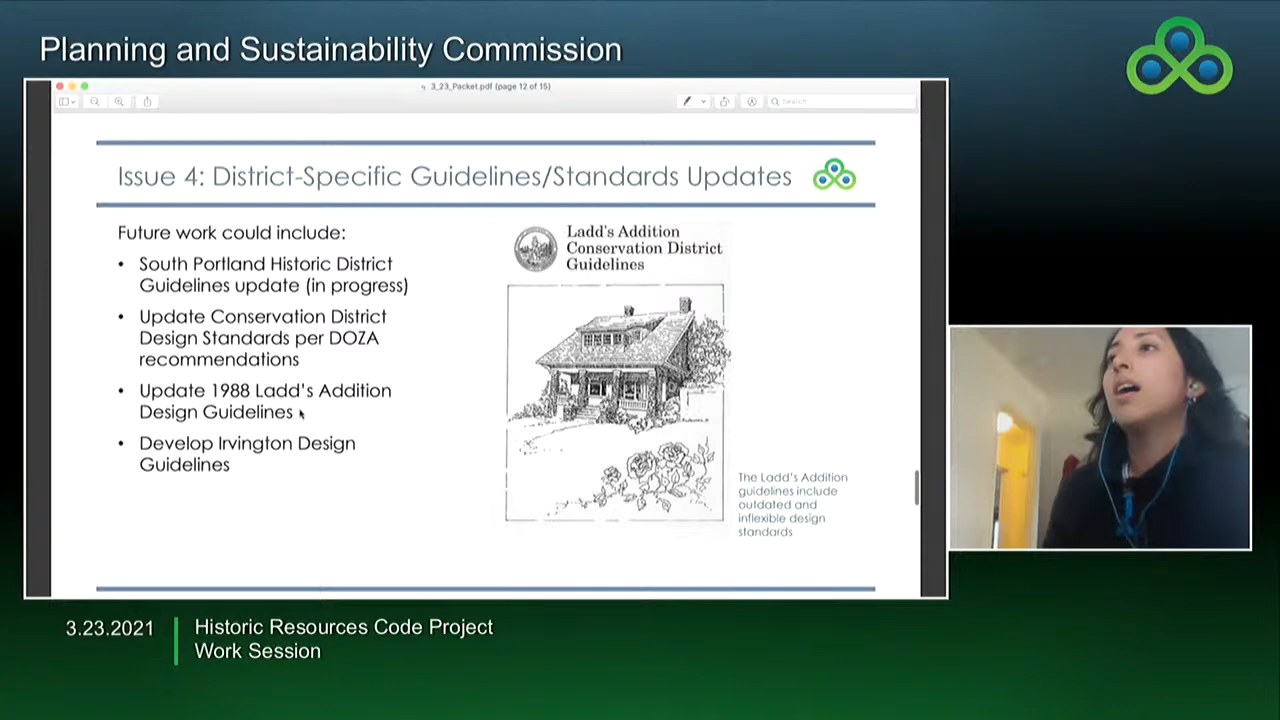 Planning and Sustainability Commission
3_23_Packet.pdf (page 12 of 15)
Search
Issue 4: District-Specific Guidelines/Standards Updates
Future work could include:
• South Portland Historic District
Guidelines update (in progress)
• Update Conservation District
Design Standards per DOZA
recommendations
• Update 1988 Ladd's Addition
Design Guidelines
• Develop Irvington Design
Guidelines
Ladd's Addition
Conservation District
Guidelines
The Ladd's Addition
guidelines include
outdated and
inflexible design
standards
3.23.2021
Historic Resources Code Project
Work Session